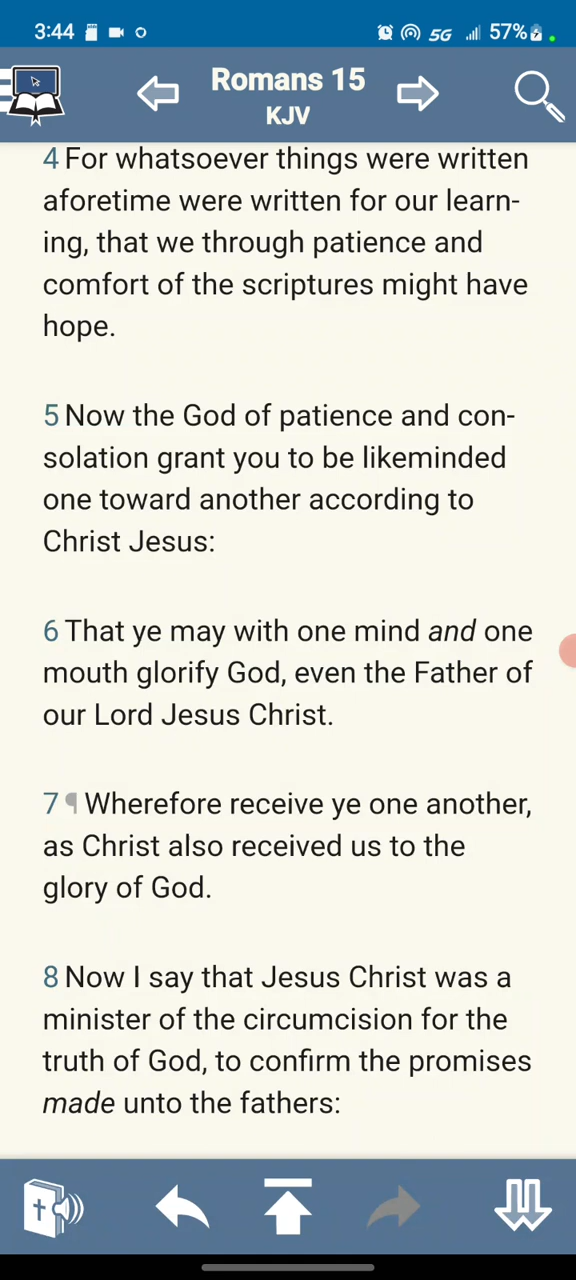 3:44 5G 57%
Romans 15
KJV
4 For whatsoever things were written
aforetime were written for our learn-
ing, that we through patience and
comfort of the scriptures might have
hope.
5 Now the God of patience and con-
solation grant you to be likeminded
one toward another according to
Christ Jesus:
6 That ye may with one mind and one
mouth glorify God, even the Father of
our Lord Jesus Christ.
7 ¶ Wherefore receive ye one another,
as Christ also received us to the
glory of God.
8 Now I say that Jesus Christ was a
minister of the circumcision for the
truth of God, to confirm the promises
made unto the fathers: